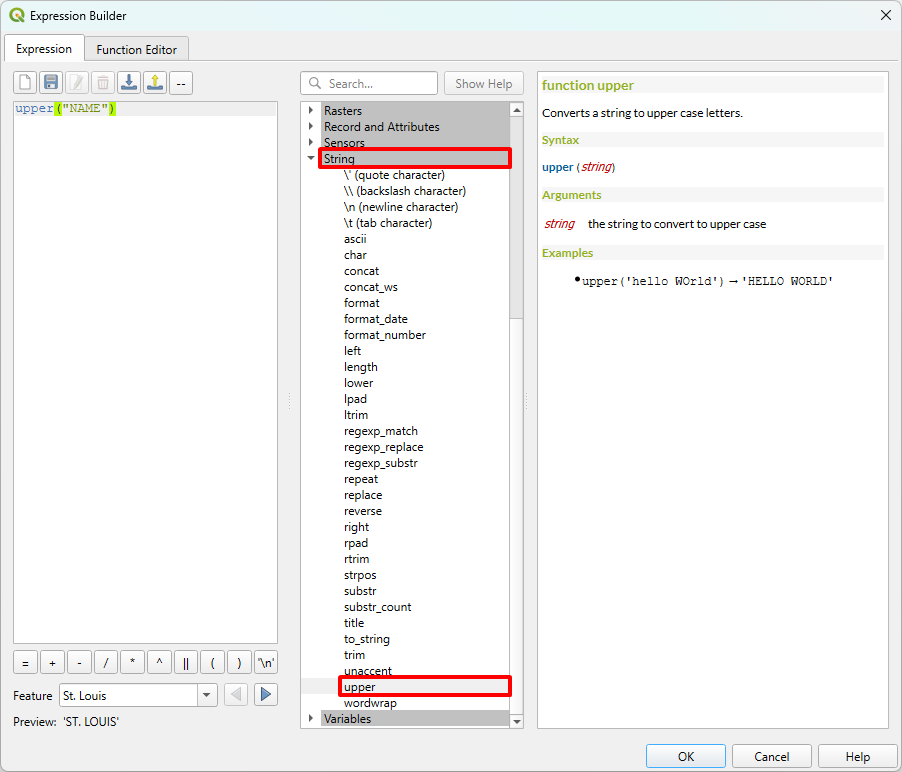 Expression Builder
Expression
Function Editor
--
Search...
Show Help
upper("NAME")
Rasters
Record and Attributes
Sensors
String
\' (quote character)
\\ (backslash character)
\n (newline character)
\t (tab character)
ascii
char
concat
concat_ws
format
format_date
format_number
left
length
lower
lpad
ltrim
regexp_match
regexp_replace
regexp_substr
repeat
replace
reverse
right
rpad
rtrim
strpos
substr
substr_count
title
to_string
trim
unaccent
upper
wordwrap
Variables
function upper
Converts a string to upper case letters.
Syntax
upper (string)
Arguments
string the string to convert to upper case
Examples
• upper('hello WOrld') → 'HELLO WORLD'
= + - / * ^ || ( ) '\n'
Feature St. Louis
Preview: 'ST. LOUIS'
OK
Cancel
Help